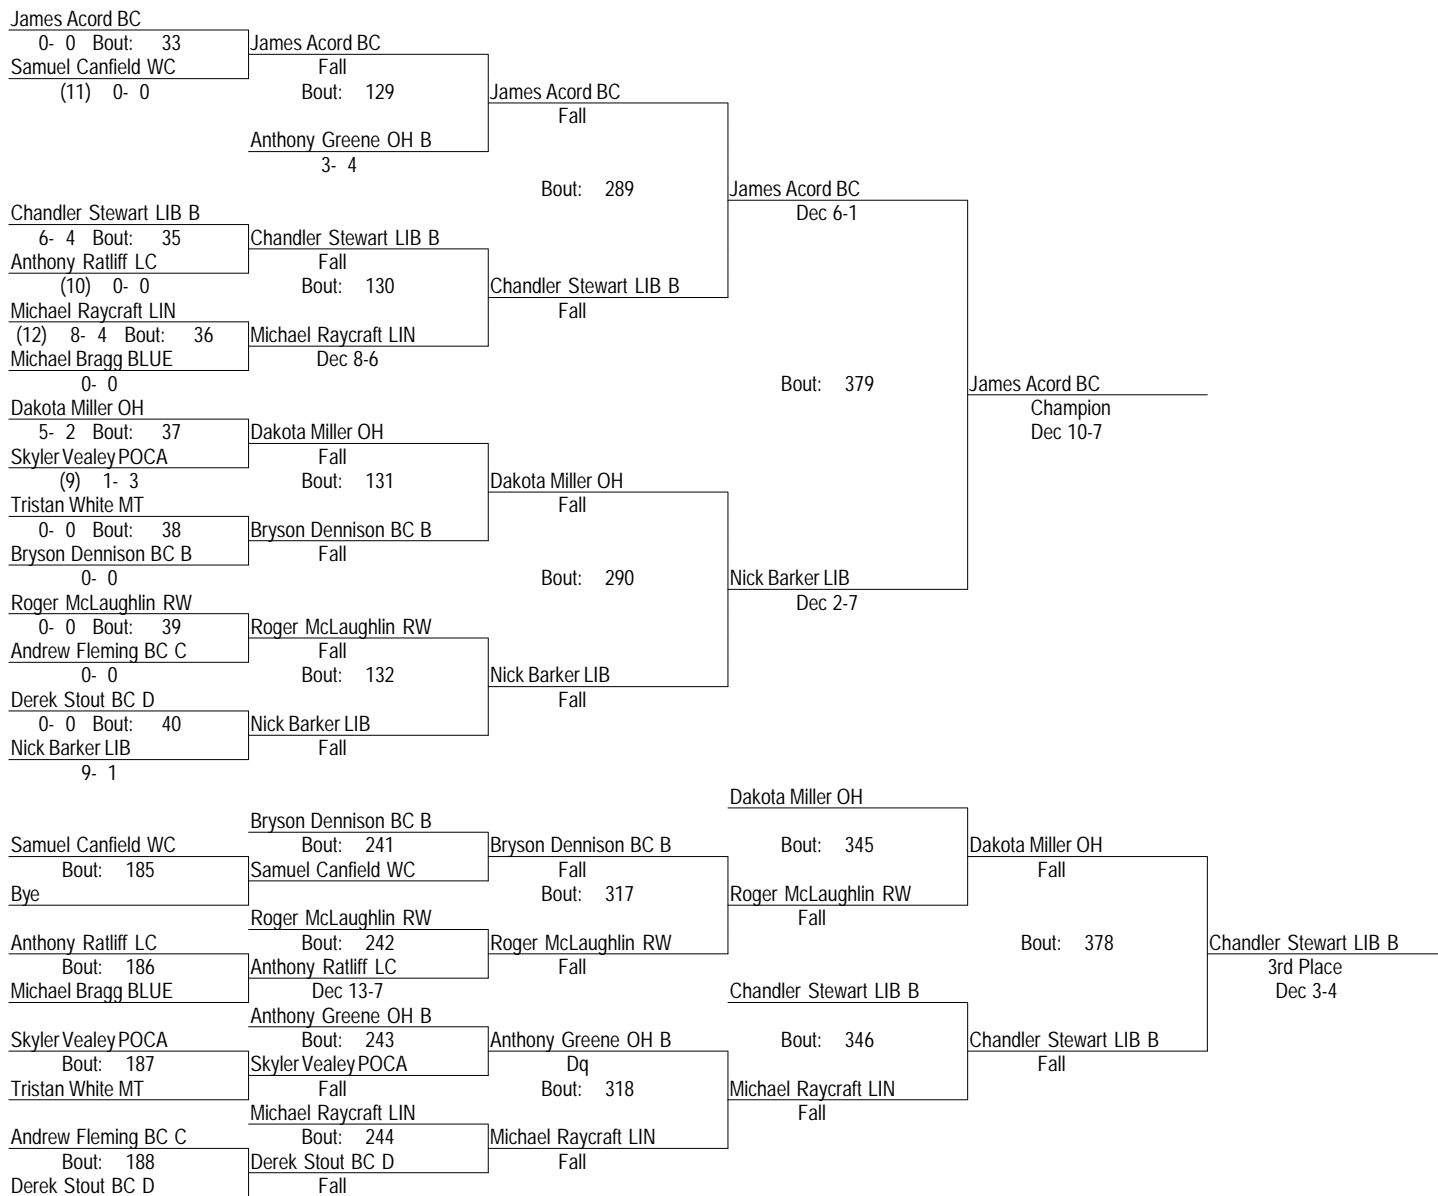 James Acord BC
0- 0 Bout: 33
Samuel Canfield WC
(11) 0- 0
James Acord BC
Fall
Bout: 129
Anthony Greene OH B
3- 4
James Acord BC
Fall
Bout: 289
James Acord BC
Dec 6-1
Chandler Stewart LIB B
6- 4 Bout: 35
Anthony Ratliff LC
(10) 0- 0
Michael Raycraft LIN
(12) 8- 4 Bout: 36
Michael Bragg BLUE
0- 0
Chandler Stewart LIB B
Fall
Bout: 130
Michael Raycraft LIN
Dec 8-6
Chandler Stewart LIB B
Fall
Bout: 379
James Acord BC
Champion
Dec 10-7
Dakota Miller OH
5- 2 Bout: 37
Skyler Vealey POCA
(9) 1- 3
Tristan White MT
0- 0 Bout: 38
Bryson Dennison BC B
0- 0
Dakota Miller OH
Fall
Bout: 131
Bryson Dennison BC B
Fall
Dakota Miller OH
Fall
Bout: 290
Nick Barker LIB
Dec 2-7
Roger McLaughlin RW
0- 0 Bout: 39
Andrew Fleming BC C
0- 0
Derek Stout BC D
0- 0 Bout: 40
Nick Barker LIB
9- 1
Roger McLaughlin RW
Fall
Bout: 132
Nick Barker LIB
Fall
Nick Barker LIB
Fall
Samuel Canfield WC
Bout: 185
Bye
Bryson Dennison BC B
Bout: 241
Samuel Canfield WC
Anthony Ratliff LC
Bout: 186
Michael Bragg BLUE
Roger McLaughlin RW
Bout: 242
Anthony Ratliff LC
Dec 13-7
Bryson Dennison BC B
Fall
Bout: 317
Roger McLaughlin RW
Fall
Dakota Miller OH
Bout: 345
Roger McLaughlin RW
Fall
Dakota Miller OH
Fall
Bout: 378
Chandler Stewart LIB B
3rd Place
Dec 3-4
Skyler Vealey POCA
Bout: 187
Tristan White MT
Anthony Greene OH B
Bout: 243
Skyler Vealey POCA
Fall
Andrew Fleming BC C
Bout: 188
Derek Stout BC D
Michael Raycraft LIN
Bout: 244
Derek Stout BC D
Fall
Anthony Greene OH B
Dq
Bout: 318
Michael Raycraft LIN
Fall
Chandler Stewart LIB B
Bout: 346
Michael Raycraft LIN
Fall
Chandler Stewart LIB B
Fall